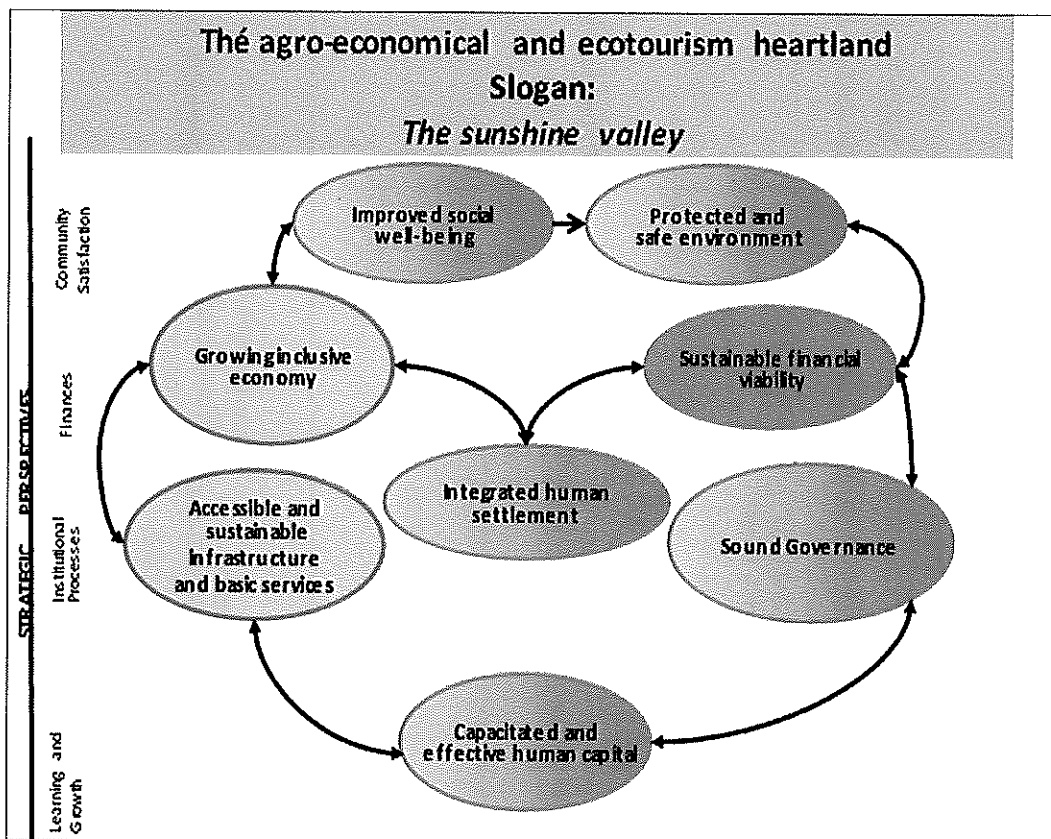 Thé agro-economical and ecotourism heartland
Slogan:
The sunshine valley
Improved social
well-being
Protected and
safe environment
Community
Satisfaction
Growing inclusive
economy
Sustainable financial
viability
Finances
STRATEGIC PERSPECTIVES
Integrated human
settlement
Accessible and
sustainable
infrastructure
and basic services
Sound Governance
Institutional
Processes
Capacitated and
effective human capital
Learning and
Growth